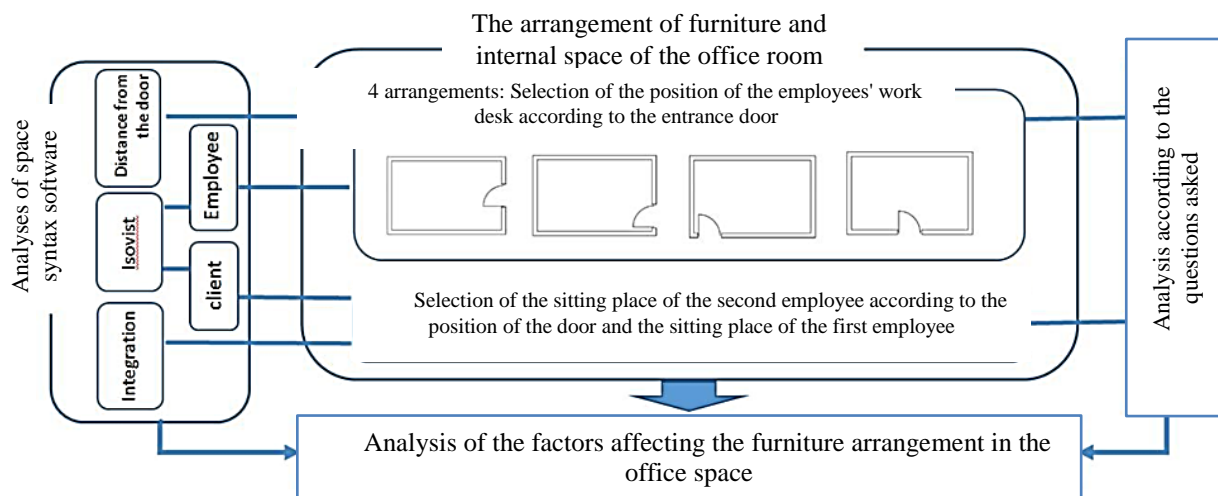 The arrangement of furniture and
internal space of the office room
4 arrangements: Selection of the position of the employees' work
desk according to the entrance door
Analyses of space
syntax software
Distance from
the door
Isovist
Integration
Employee
client
Selection of the sitting place of the second employee according to the
position of the door and the sitting place of the first employee
Analysis according to the
questions asked
Analysis of the factors affecting the furniture arrangement in the
office space